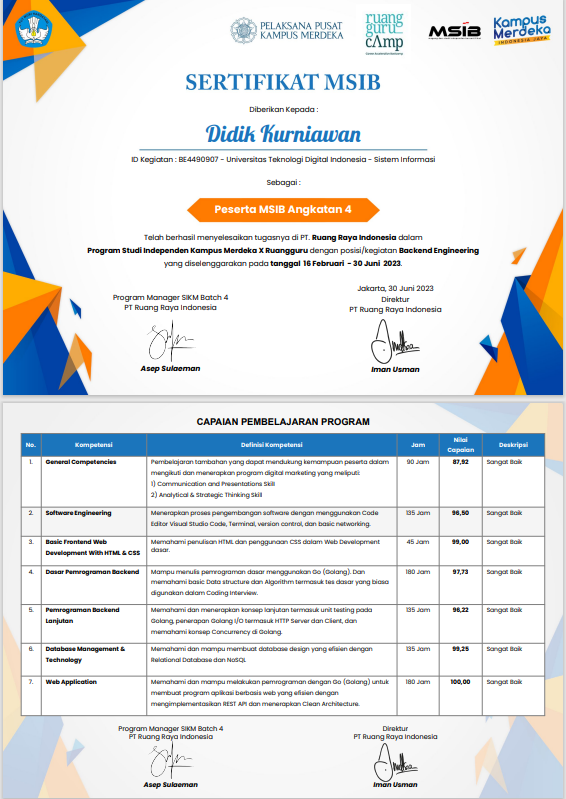 PELAKSANA PUSAT
KAMPUS MERDEKA
ruang
guru
cAmp
MSIB
Kampus
Merdeka
INDONESIA JAYA
SERTIFIKAT MSIB
Diberikan Kepada :
Didik Kurniawan
ID Kegiatan : BE4490907 - Universitas Teknologi Digital Indonesia - Sistem Informasi
Sebagai :
Peserta MSIB Angkatan 4
Telah berhasil menyelesaikan tugasnya di PT. Ruang Raya Indonesia dalam
Program Studi Independen Kampus Merdeka X Ruangguru dengan posisi/kegiatan Backend Engineering
yang diselenggarakan pada tanggal 16 Februari - 30 Juni 2023.
Program Manager SIKM Batch 4
PT Ruang Raya Indonesia
Asep Sulaeman
Jakarta, 30 Juni 2023
Direktur
PT Ruang Raya Indonesia
Iman Usman
CAPAIAN PEMBELAJARAN PROGRAM
No. Kompetensi Definisi Kompetensi Jam Nilai Capaian Deskripsi
1. General Competencies Pembelajaran tambahan yang dapat mendukung kemampuan peserta dalam 90 Jam 87,92 Sangat Baik
mengikuti dan menerapkan program digital marketing yang meliputi:
1) Communication and Presentations Skill
2) Analytical & Strategic Thinking Skill
2. Software Engineering Menerapkan proses pengembangan software dengan menggunakan Code 135 Jam 96,50 Sangat Baik
Editor Visual Studio Code, Terminal, version control, dan basic networking.
3. Basic Frontend Web Memahami penulisan HTML dan penggunaan CSS dalam Web Development 45 Jam 99,00 Sangat Baik
Development With HTML & CSS dasar.
4. Dasar Pemrograman Backend Mampu menulis pemrograman dasar menggunakan Go (Golang). Dan 180 Jam 97,73 Sangat Baik
memahami basic Data structure dan Algorithm termasuk tes dasar yang biasa
digunakan dalam Coding Interview.
5. Pemrograman Backend Memahami dan menerapkan konsep lanjutan termasuk unit testing pada 135 Jam 96,22 Sangat Baik
Lanjutan Golang, penerapan Golang I/O termasuk HTTP Server dan Client, dan
memahami konsep Concurrency di Golang.
6. Database Management & Memahami dan mampu membuat database design yang efisien dengan 135 Jam 99,25 Sangat Baik
Technology Relational Database dan NoSQL
7. Web Application Memahami dan mampu melakukan pemrograman dengan Go (Golang) untuk 180 Jam 100,00 Sangat Baik
membuat program aplikasi berbasis web yang efisien dengan
mengimplementasikan REST API dan menerapkan Clean Architecture.
Program Manager SIKM Batch 4
PT Ruang Raya Indonesia
Asep Sulaeman
Direktur
PT Ruang Raya Indonesia
Iman Usman